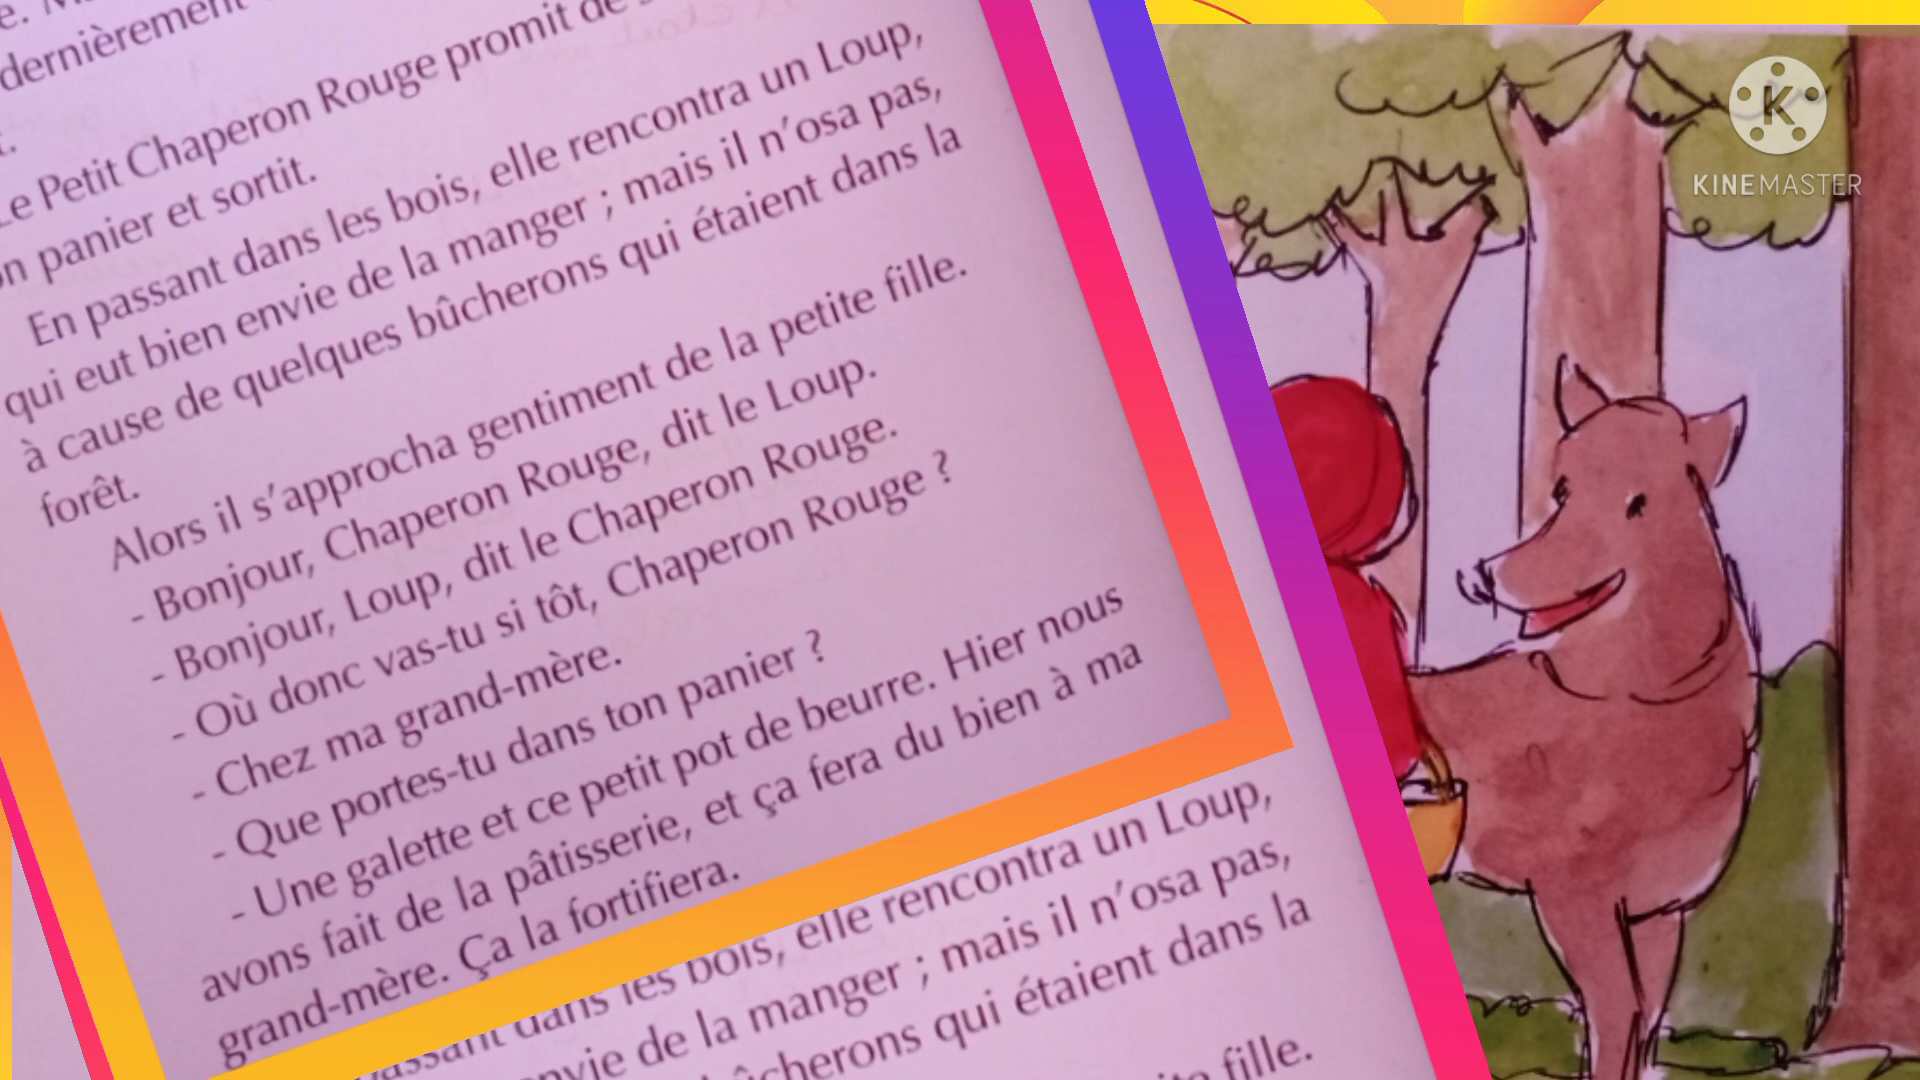 dernièrement
Le Petit Chaperon Rouge promit de
panier et sortit.
En passant dans les bois, elle rencontra un Loup,
qui eut bien envie de la manger ; mais il n'osa pas,
à cause de quelques bûcherons qui étaient dans la
forêt.
Alors il s'approcha gentiment de la petite fille.
- Bonjour, Chaperon Rouge, dit le Loup.
- Bonjour, Loup, dit le Chaperon Rouge.
- Où donc vas-tu si tôt, Chaperon Rouge ?
- Chez ma grand-mère.
- Que portes-tu dans ton panier ?
- Une galette et ce petit pot de beurre. Hier nous
avons fait de la pâtisserie, et ça fera du bien à ma
grand-mère. Ça la fortifiera.
dans les bois, elle rencontra un Loup,
envie de la manger ; mais il n'osa pas,
bûcherons qui étaient dans la
fille.
K
KINEMASTER